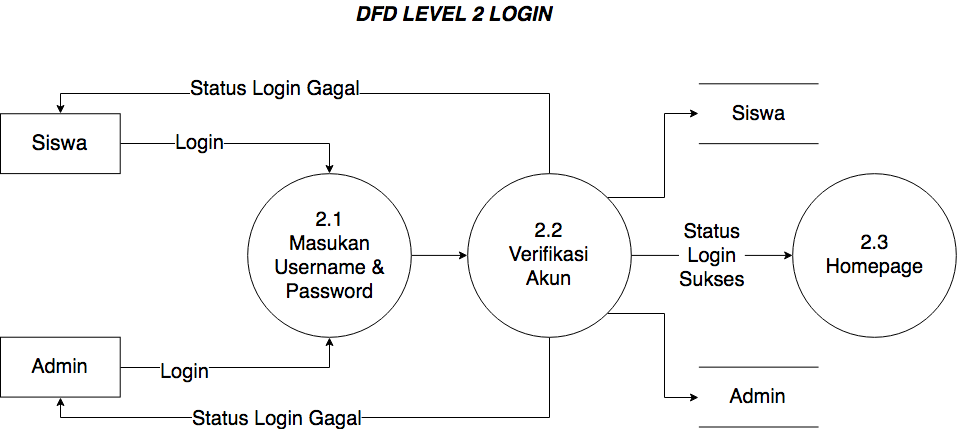 DFD LEVEL 2 LOGIN
Status Login Gagal
Siswa
Siswa
Login
2.1
Masukan
Username &
Password
2.2
Verifikasi
Akun
Status
Login
Sukses
2.3
Homepage
Admin
Login
Admin
Status Login Gagal